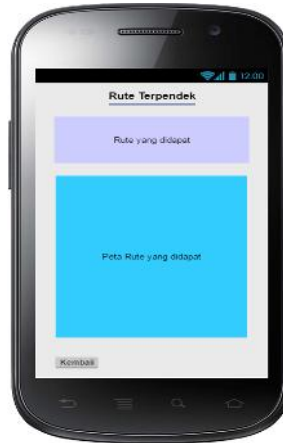 12:00
Rute Terpendek
Rute yang didapat
Peta Rute yang didapat
Kembali